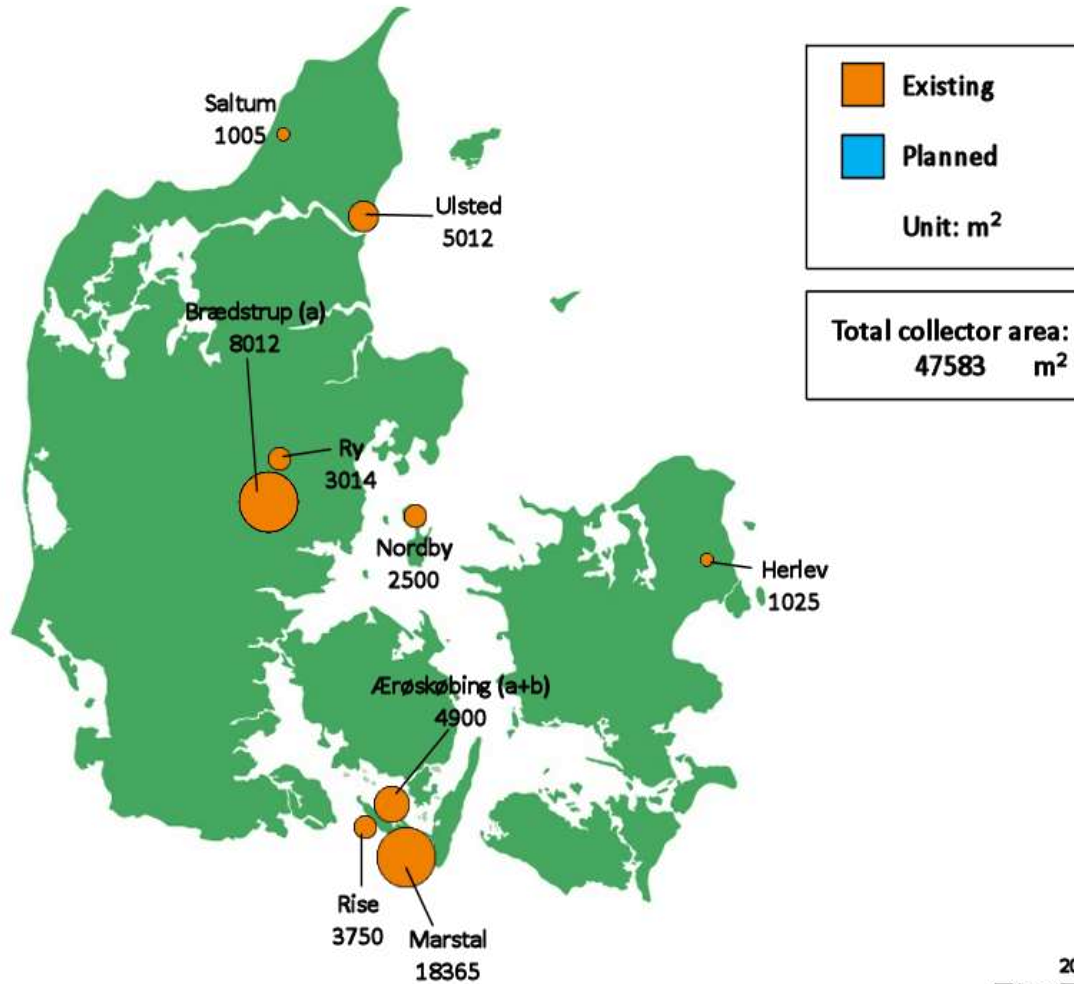 Saltum
1005
Ulsted
5012
Brædstrup (a)
8012
Ry
3014
Nordby
2500
Herlev
1025
Ærøskøbing (a+b)
4900
Rise
3750
Marstal
18365
Existing
Planned
Unit: m²
Total collector area:
47583 m²